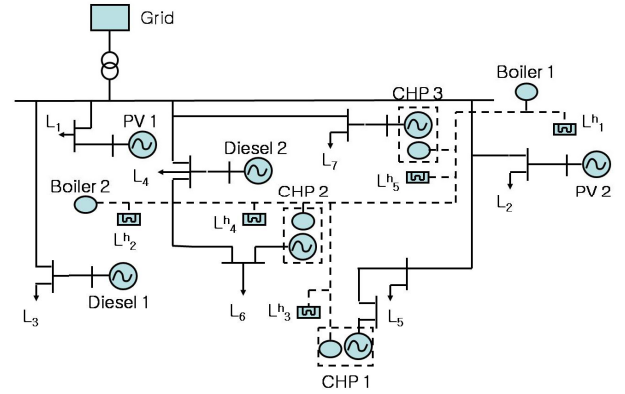 Grid
Boiler 1
CHP 3
L1
PV 1
Lh1
Diesel 2
L7
L4
Lh5
Boiler 2
CHP 2
L2
PV 2
Lh2
Lh4
Diesel 1
L3
L6
Lh3
L5
CHP 1